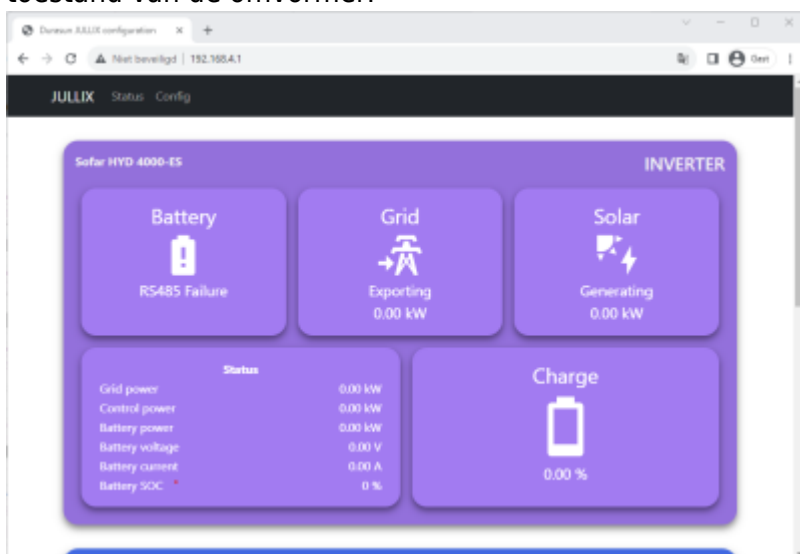 toestand van de omvormer.
Duresun JULLIX configuration × +
Niet beveiligd | 192.168.4.1
Gast
JULLIX Status Config
Sofar HYD 4000-ES
INVERTER
Battery
RS485 Failure
Grid
Exporting
0.00 kW
Solar
Generating
0.00 kW
Status
Grid power 0.00 kW
Control power 0.00 kW
Battery power 0.00 kW
Battery voltage 0.00 V
Battery current 0.00 A
Battery SOC * 0 %
Charge
0.00 %